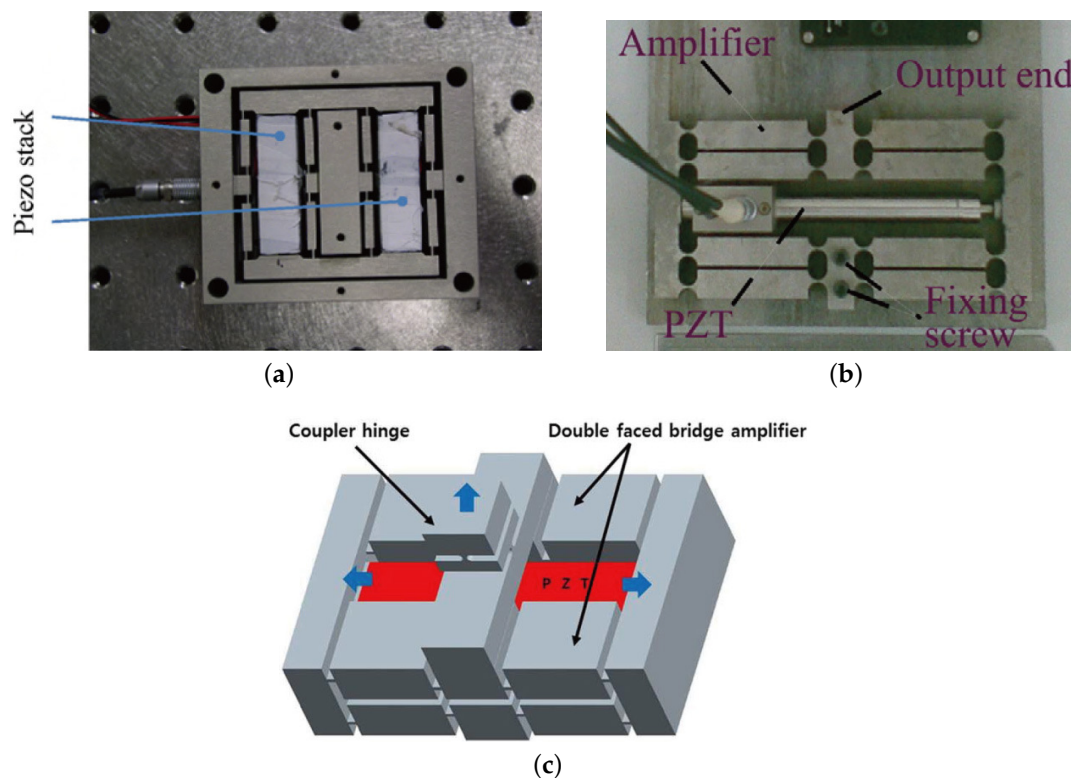 Piezo stack
Amplifier
Output end
PZT
Fixing
screw
(a)
(b)
Coupler hinge
Double faced bridge amplifier
P Z T
(c)